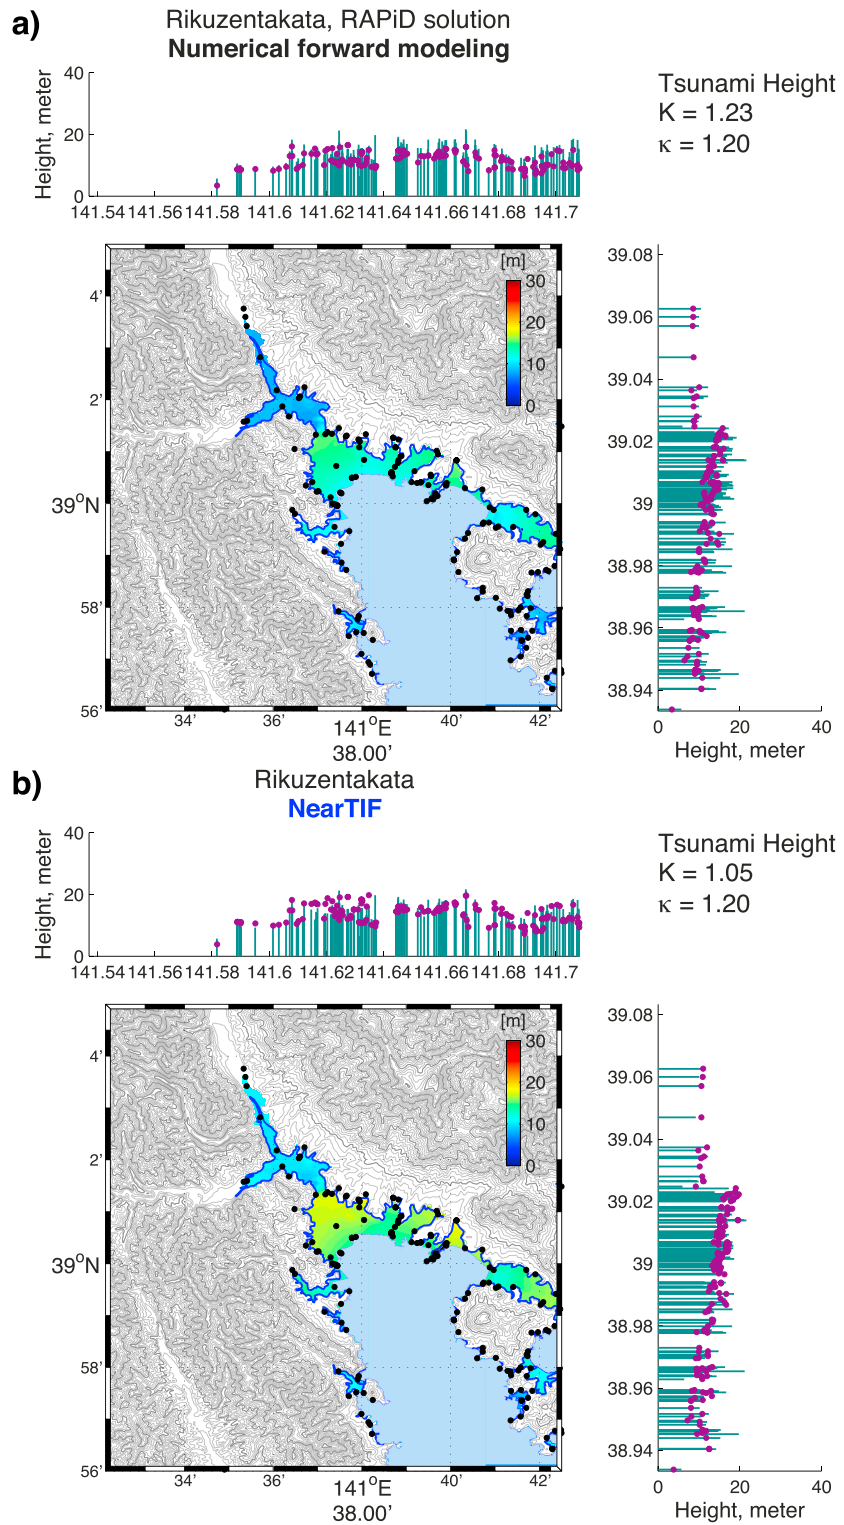 a)
Rikuzentakata, RAPiD solution
Numerical forward modeling
Height, meter
40
20
0
141.54 141.56 141.58 141.6 141.62 141.64 141.66 141.68 141.7
Tsunami Height
K = 1.23
κ = 1.20
[m]
30
20
10
0
4'
2'
39°N
58'
56'
34' 36' 141°E 40' 42'
38.00'
39.08
39.06
39.04
39.02
39
38.98
38.96
38.94
0 20 40
Height, meter
b)
Rikuzentakata
NearTIF
Height, meter
40
20
0
141.54 141.56 141.58 141.6 141.62 141.64 141.66 141.68 141.7
Tsunami Height
K = 1.05
κ = 1.20
[m]
30
20
10
0
4'
2'
39°N
58'
56'
34' 36' 141°E 40' 42'
38.00'
39.08
39.06
39.04
39.02
39
38.98
38.96
38.94
0 20 40
Height, meter